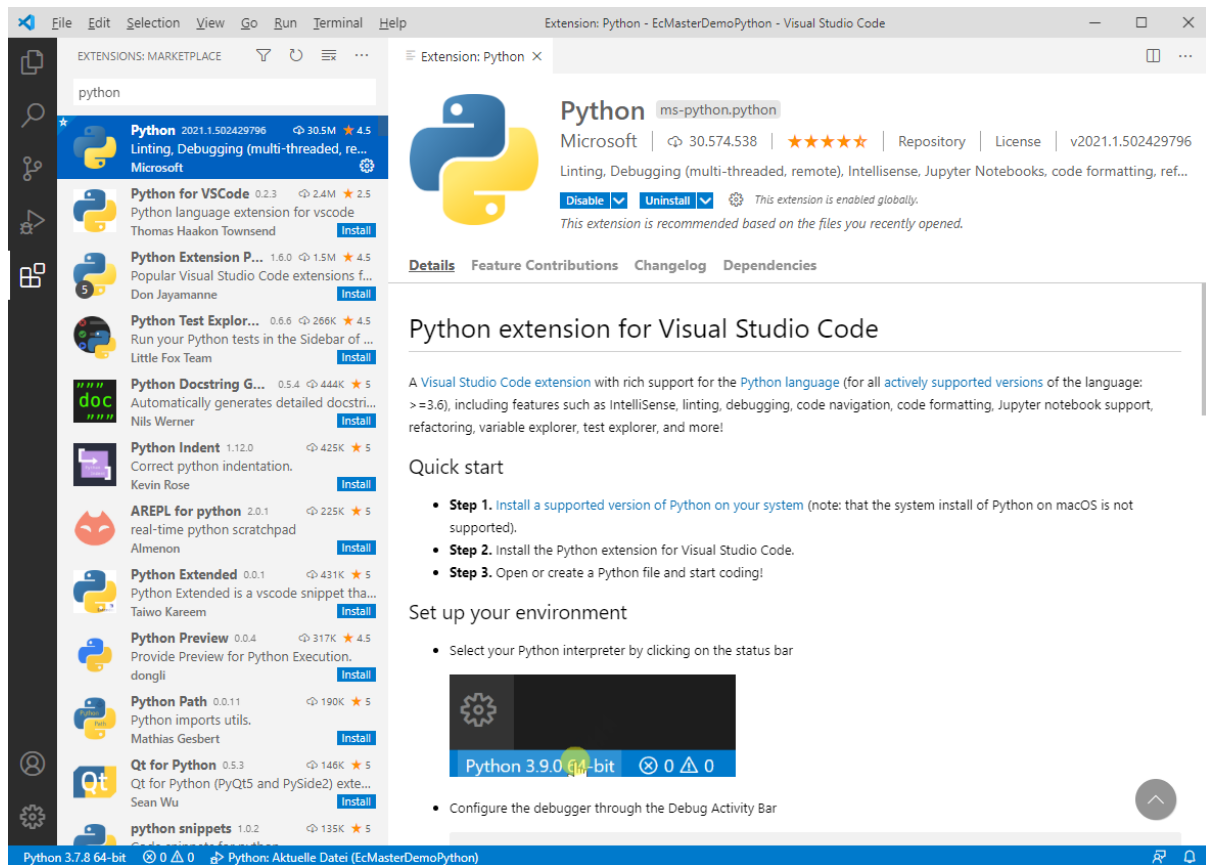 File Edit Selection View Go Run Terminal Help
Extension: Python - EcMasterDemoPython - Visual Studio Code
EXTENSIONS: MARKETPLACE
python
Python 2021.1.502429796 30.5M 4.5
Linting, Debugging (multi-threaded, re...
Microsoft
Python for VSCode 0.2.3 2.4M 2.5
Python language extension for vscode
Thomas Haakon Townsend Install
Python Extension P... 1.6.0 1.5M 4.5
Popular Visual Studio Code extensions f...
5
Don Jayamanne Install
Python Test Explor... 0.6.6 266K 4.5
Run your Python tests in the Sidebar of ...
Little Fox Team Install
""" doc """
Python Docstring G... 0.5.4 444K 5
Automatically generates detailed docstri...
Nils Werner Install
Python Indent 1.12.0 425K 5
Correct python indentation.
Kevin Rose Install
AREPL for python 2.0.1 225K 5
real-time python scratchpad
Almenon Install
Python Extended 0.0.1 431K 5
Python Extended is a vscode snippet tha...
Taiwo Kareem Install
Python Preview 0.0.4 317K 4.5
Provide Preview for Python Execution.
dongli Install
Python Path 0.0.11 190K 5
Python imports utils.
Mathias Gesbert Install
Qt
Qt for Python 0.5.3 146K 5
Qt for Python (PyQt5 and PySide2) exte...
Sean Wu Install
python snippets 1.0.2 135K 5
Extension: Python
Python ms-python.python
Microsoft 30.574.538 Repository License v2021.1.502429796
Linting, Debugging (multi-threaded, remote), Intellisense, Jupyter Notebooks, code formatting, ref...
Disable Uninstall This extension is enabled globally.
This extension is recommended based on the files you recently opened.
Details Feature Contributions Changelog Dependencies
Python extension for Visual Studio Code
A Visual Studio Code extension with rich support for the Python language (for all actively supported versions of the language:
>=3.6), including features such as IntelliSense, linting, debugging, code navigation, code formatting, Jupyter notebook support,
refactoring, variable explorer, test explorer, and more!
Quick start
• Step 1. Install a supported version of Python on your system (note: that the system install of Python on macOS is not
supported).
• Step 2. Install the Python extension for Visual Studio Code.
• Step 3. Open or create a Python file and start coding!
Set up your environment
• Select your Python interpreter by clicking on the status bar
Python 3.9.0 64-bit 0 0
• Configure the debugger through the Debug Activity Bar
Python 3.7.8 64-bit 0 0 Python: Aktuelle Datei (EcMasterDemoPython)